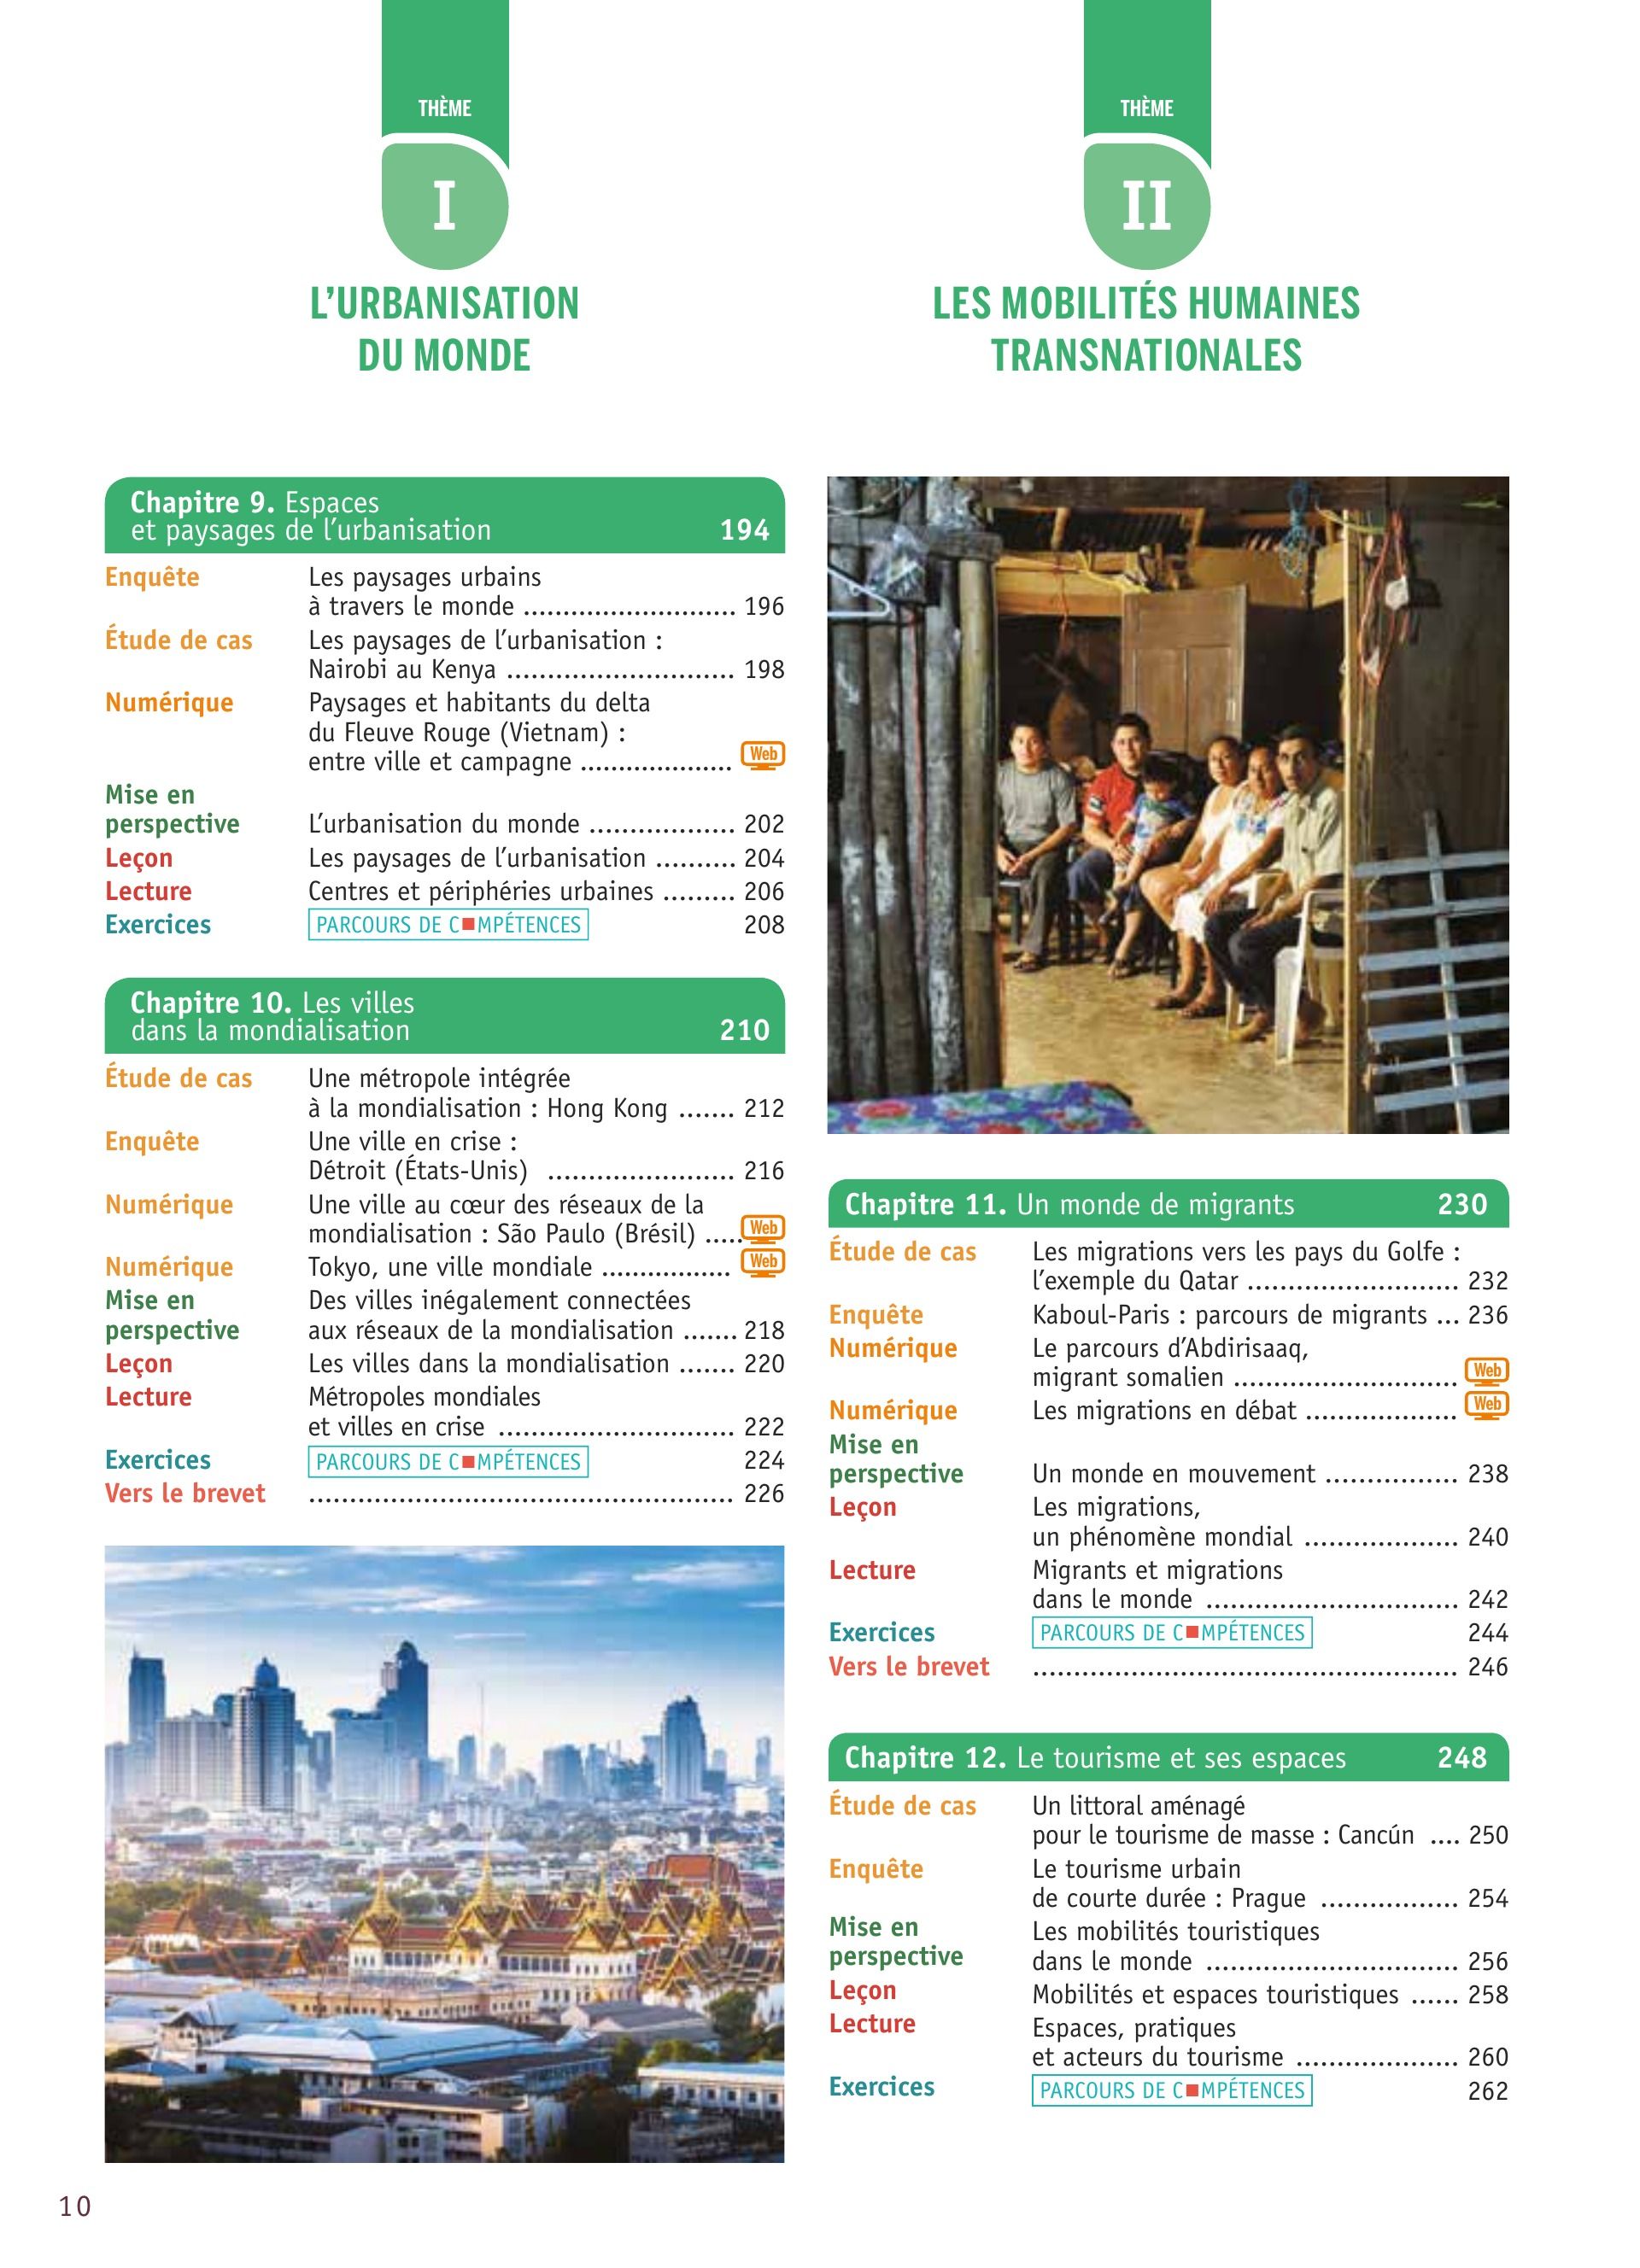 THÈME
I
L’URBANISATION
DU MONDE
Chapitre 9. Espaces
et paysages de l’urbanisation 194
Enquête Les paysages urbains
à travers le monde .......................... 196
Étude de cas Les paysages de l’urbanisation :
Nairobi au Kenya ............................ 198
Numérique Paysages et habitants du delta
du Fleuve Rouge (Vietnam) :
entre ville et campagne ................... Web
Mise en
perspective L’urbanisation du monde .................. 202
Leçon Les paysages de l’urbanisation .......... 204
Lecture Centres et périphéries urbaines ......... 206
Exercices PARCOURS DE C■MPÉTENCES 208
Chapitre 10. Les villes
dans la mondialisation 210
Étude de cas Une métropole intégrée
à la mondialisation : Hong Kong ....... 212
Enquête Une ville en crise :
Détroit (États-Unis) ....................... 216
Numérique Une ville au cœur des réseaux de la
mondialisation : São Paulo (Brésil) ..... Web
Numérique Tokyo, une ville mondiale ................ Web
Mise en Des villes inégalement connectées
perspective aux réseaux de la mondialisation ....... 218
Leçon Les villes dans la mondialisation ....... 220
Lecture Métropoles mondiales
et villes en crise ............................. 222
Exercices PARCOURS DE C■MPÉTENCES 224
Vers le brevet .................................................... 226
10
THÈME
II
LES MOBILITÉS HUMAINES
TRANSNATIONALES
Chapitre 11. Un monde de migrants 230
Étude de cas Les migrations vers les pays du Golfe :
l’exemple du Qatar .......................... 232
Enquête Kaboul-Paris : parcours de migrants ... 236
Numérique Le parcours d’Abdirisaaq,
migrant somalien ............................ Web
Numérique Les migrations en débat ................... Web
Mise en
perspective Un monde en mouvement ................ 238
Leçon Les migrations,
un phénomène mondial ................... 240
Lecture Migrants et migrations
dans le monde ............................... 242
Exercices PARCOURS DE C■MPÉTENCES 244
Vers le brevet .................................................... 246
Chapitre 12. Le tourisme et ses espaces 248
Étude de cas Un littoral aménagé
pour le tourisme de masse : Cancún .... 250
Enquête Le tourisme urbain
de courte durée : Prague ................. 254
Mise en Les mobilités touristiques
perspective dans le monde ............................... 256
Leçon Mobilités et espaces touristiques ...... 258
Lecture Espaces, pratiques
et acteurs du tourisme .................... 260
Exercices PARCOURS DE C■MPÉTENCES 262